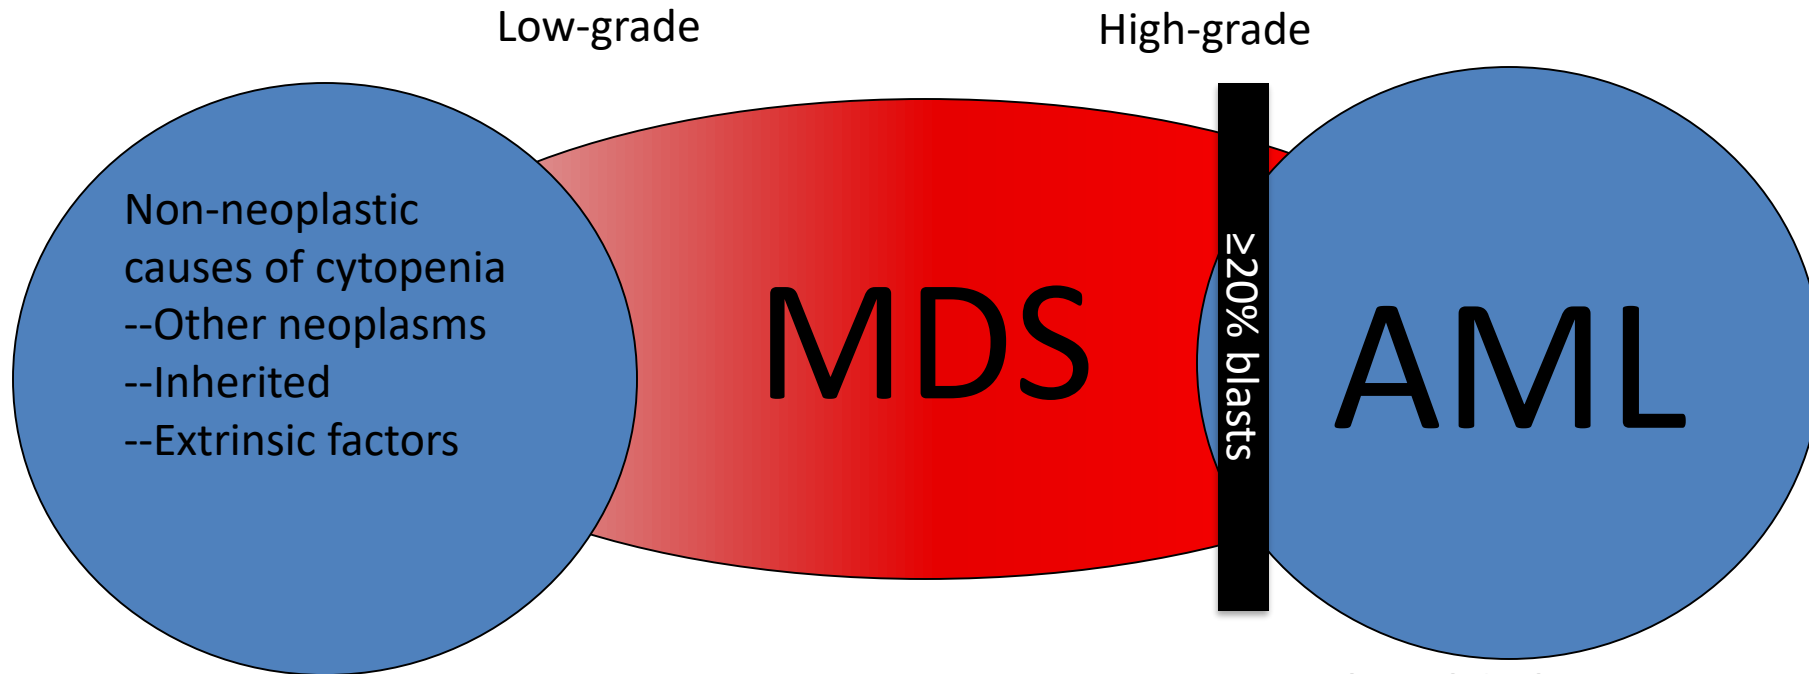 Low-grade
High-grade
Non-neoplastic
causes of cytopenia
--Other neoplasms
--Inherited
--Extrinsic factors
MDS
≥20% blasts
AML